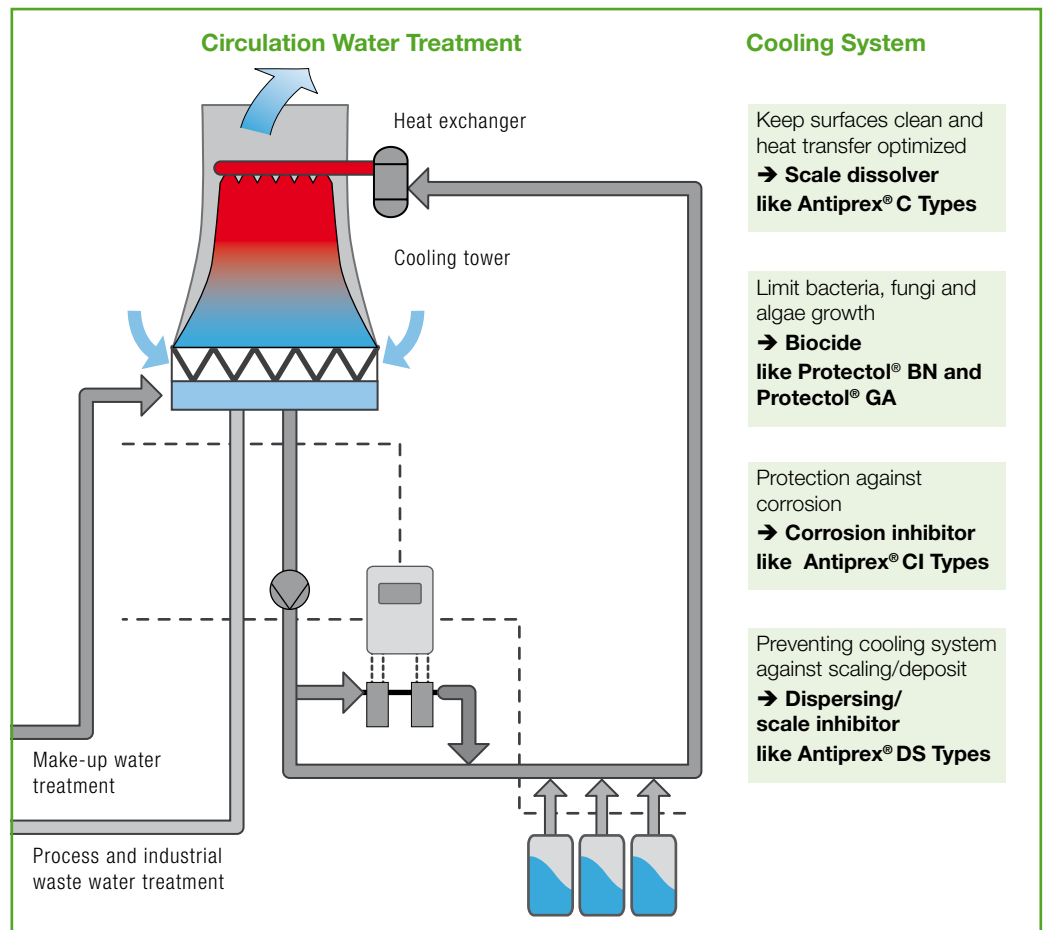 Circulation Water Treatment
Cooling System
Heat exchanger
Cooling tower
Make-up water
treatment
Process and industrial
waste water treatment
Keep surfaces clean and
heat transfer optimized
➔ Scale dissolver
like Antiprex® C Types
Limit bacteria, fungi and
algae growth
➔ Biocide
like Protectol® BN and
Protectol® GA
Protection against
corrosion
➔ Corrosion inhibitor
like Antiprex® CI Types
Preventing cooling system
against scaling/deposit
➔ Dispersing/
scale inhibitor
like Antiprex® DS Types